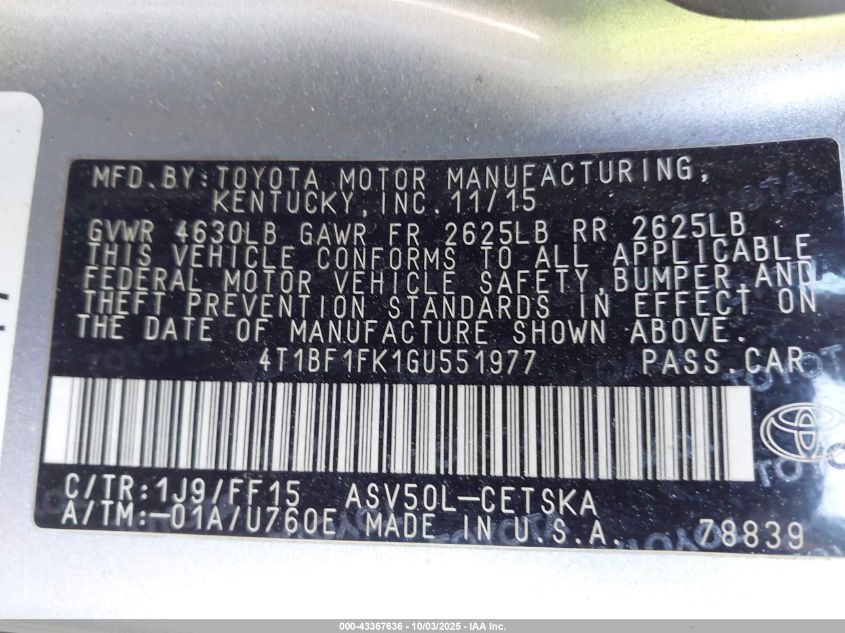 MFD.BY:TOYOTA MOTOR MANUFACTURING,
KENTUCKY,INC.11/15
GVWR 4630LB GAWR FR 2625LB RR 2625LB
THIS VEHICLE CONFORMS TO ALL APPLICABLE
FEDERAL MOTOR VEHICLE SAFETY,BUMPER,AND
THEFT PREVENTION STANDARDS IN EFFECT ON
THE DATE OF MANUFACTURE SHOWN ABOVE.
4T1BF1FK1GU551977 PASS.CAR
C/TR:1J9/FF15 ASV50L-CETSKA
A/TM:-01A/U760E MADE IN U.S.A. 78839
000-43367636 - 10/03/2025 - IAA Inc.